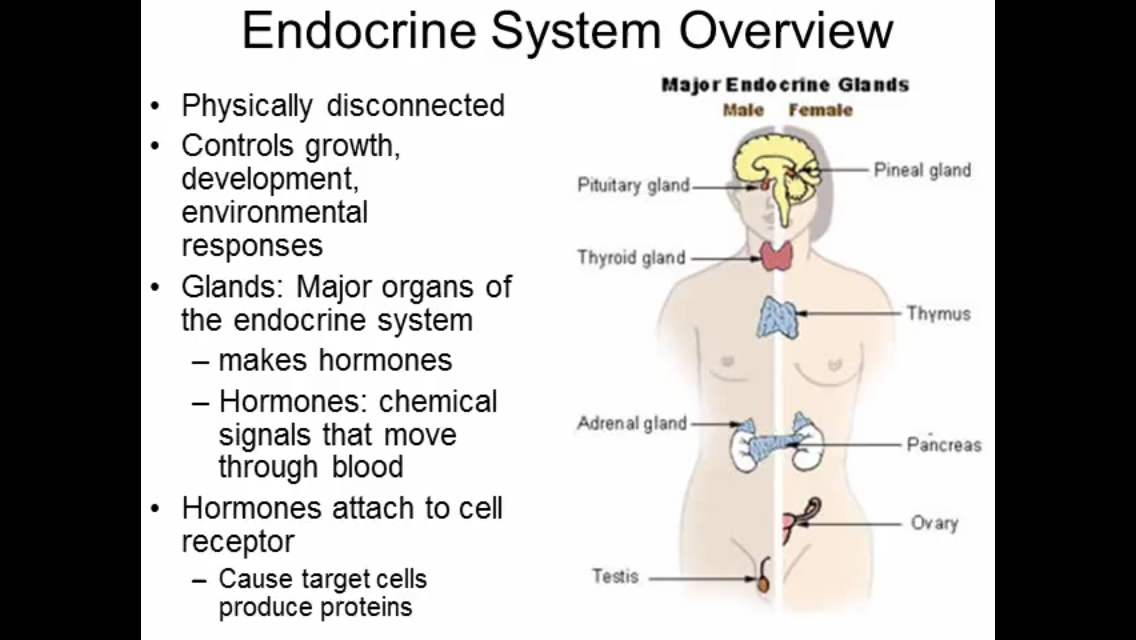 Endocrine System Overview
• Physically disconnected
• Controls growth,
development,
environmental
responses
• Glands: Major organs of
the endocrine system
– makes hormones
– Hormones: chemical
signals that move
through blood
• Hormones attach to cell
receptor
– Cause target cells
produce proteins
Major Endocrine Glands
Male Female
Pineal gland
Pituitary gland
Thyroid gland
Thymus
Adrenal gland
Pancreas
Ovary
Testis